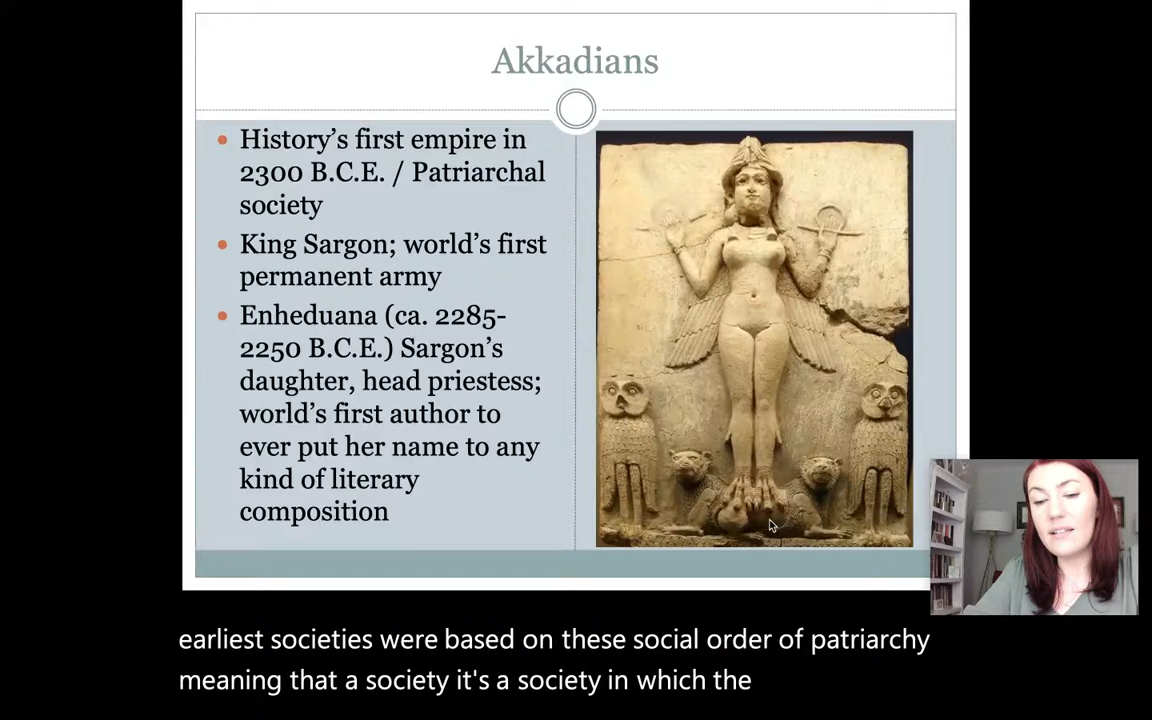 Akkadians
History's first empire in
2300 B.C.E. / Patriarchal
society
King Sargon; world's first
permanent army
Enheduana (ca. 2285-
2250 B.C.E.) Sargon's
daughter, head priestess;
world's first author to
ever put her name to any
kind of literary
composition
earliest societies were based on these social order of patriarchy
meaning that a society it's a society in which the